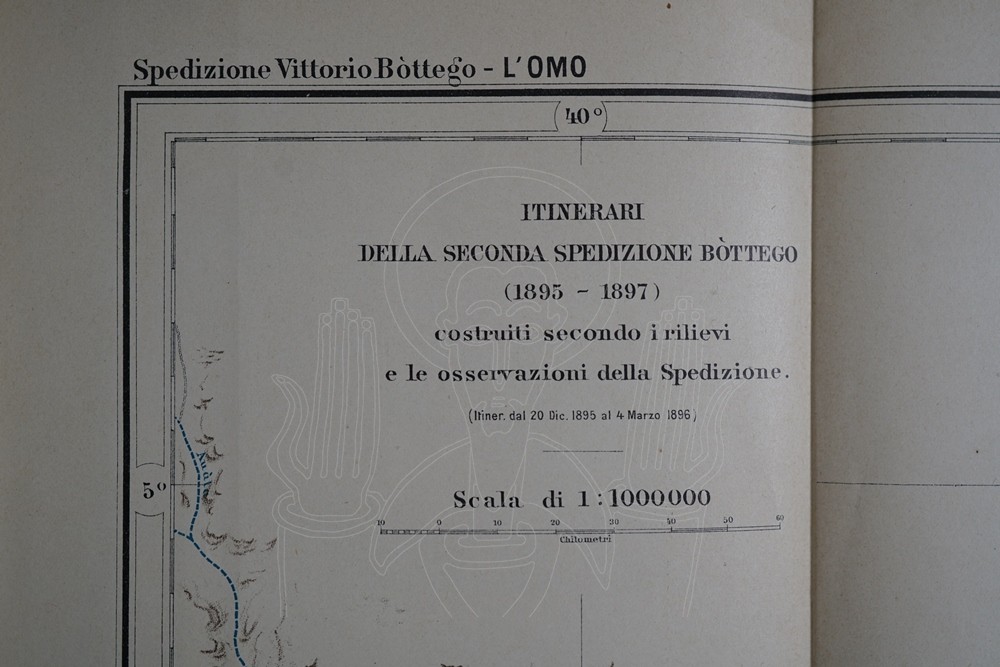 Spedizione Vittorio Bòttego - L'OMO
40°
ITINERARI
DELLA SECONDA SPEDIZIONE BÒTTEGO
(1895 - 1897)
costruiti secondo i rilievi
e le osservazioni della Spedizione.
(Itiner. dal 20 Dic. 1895 al 4 Marzo 1896)
5°
Scala di 1:1000000
10 0 10 20 30 40 50 60
Chilometri